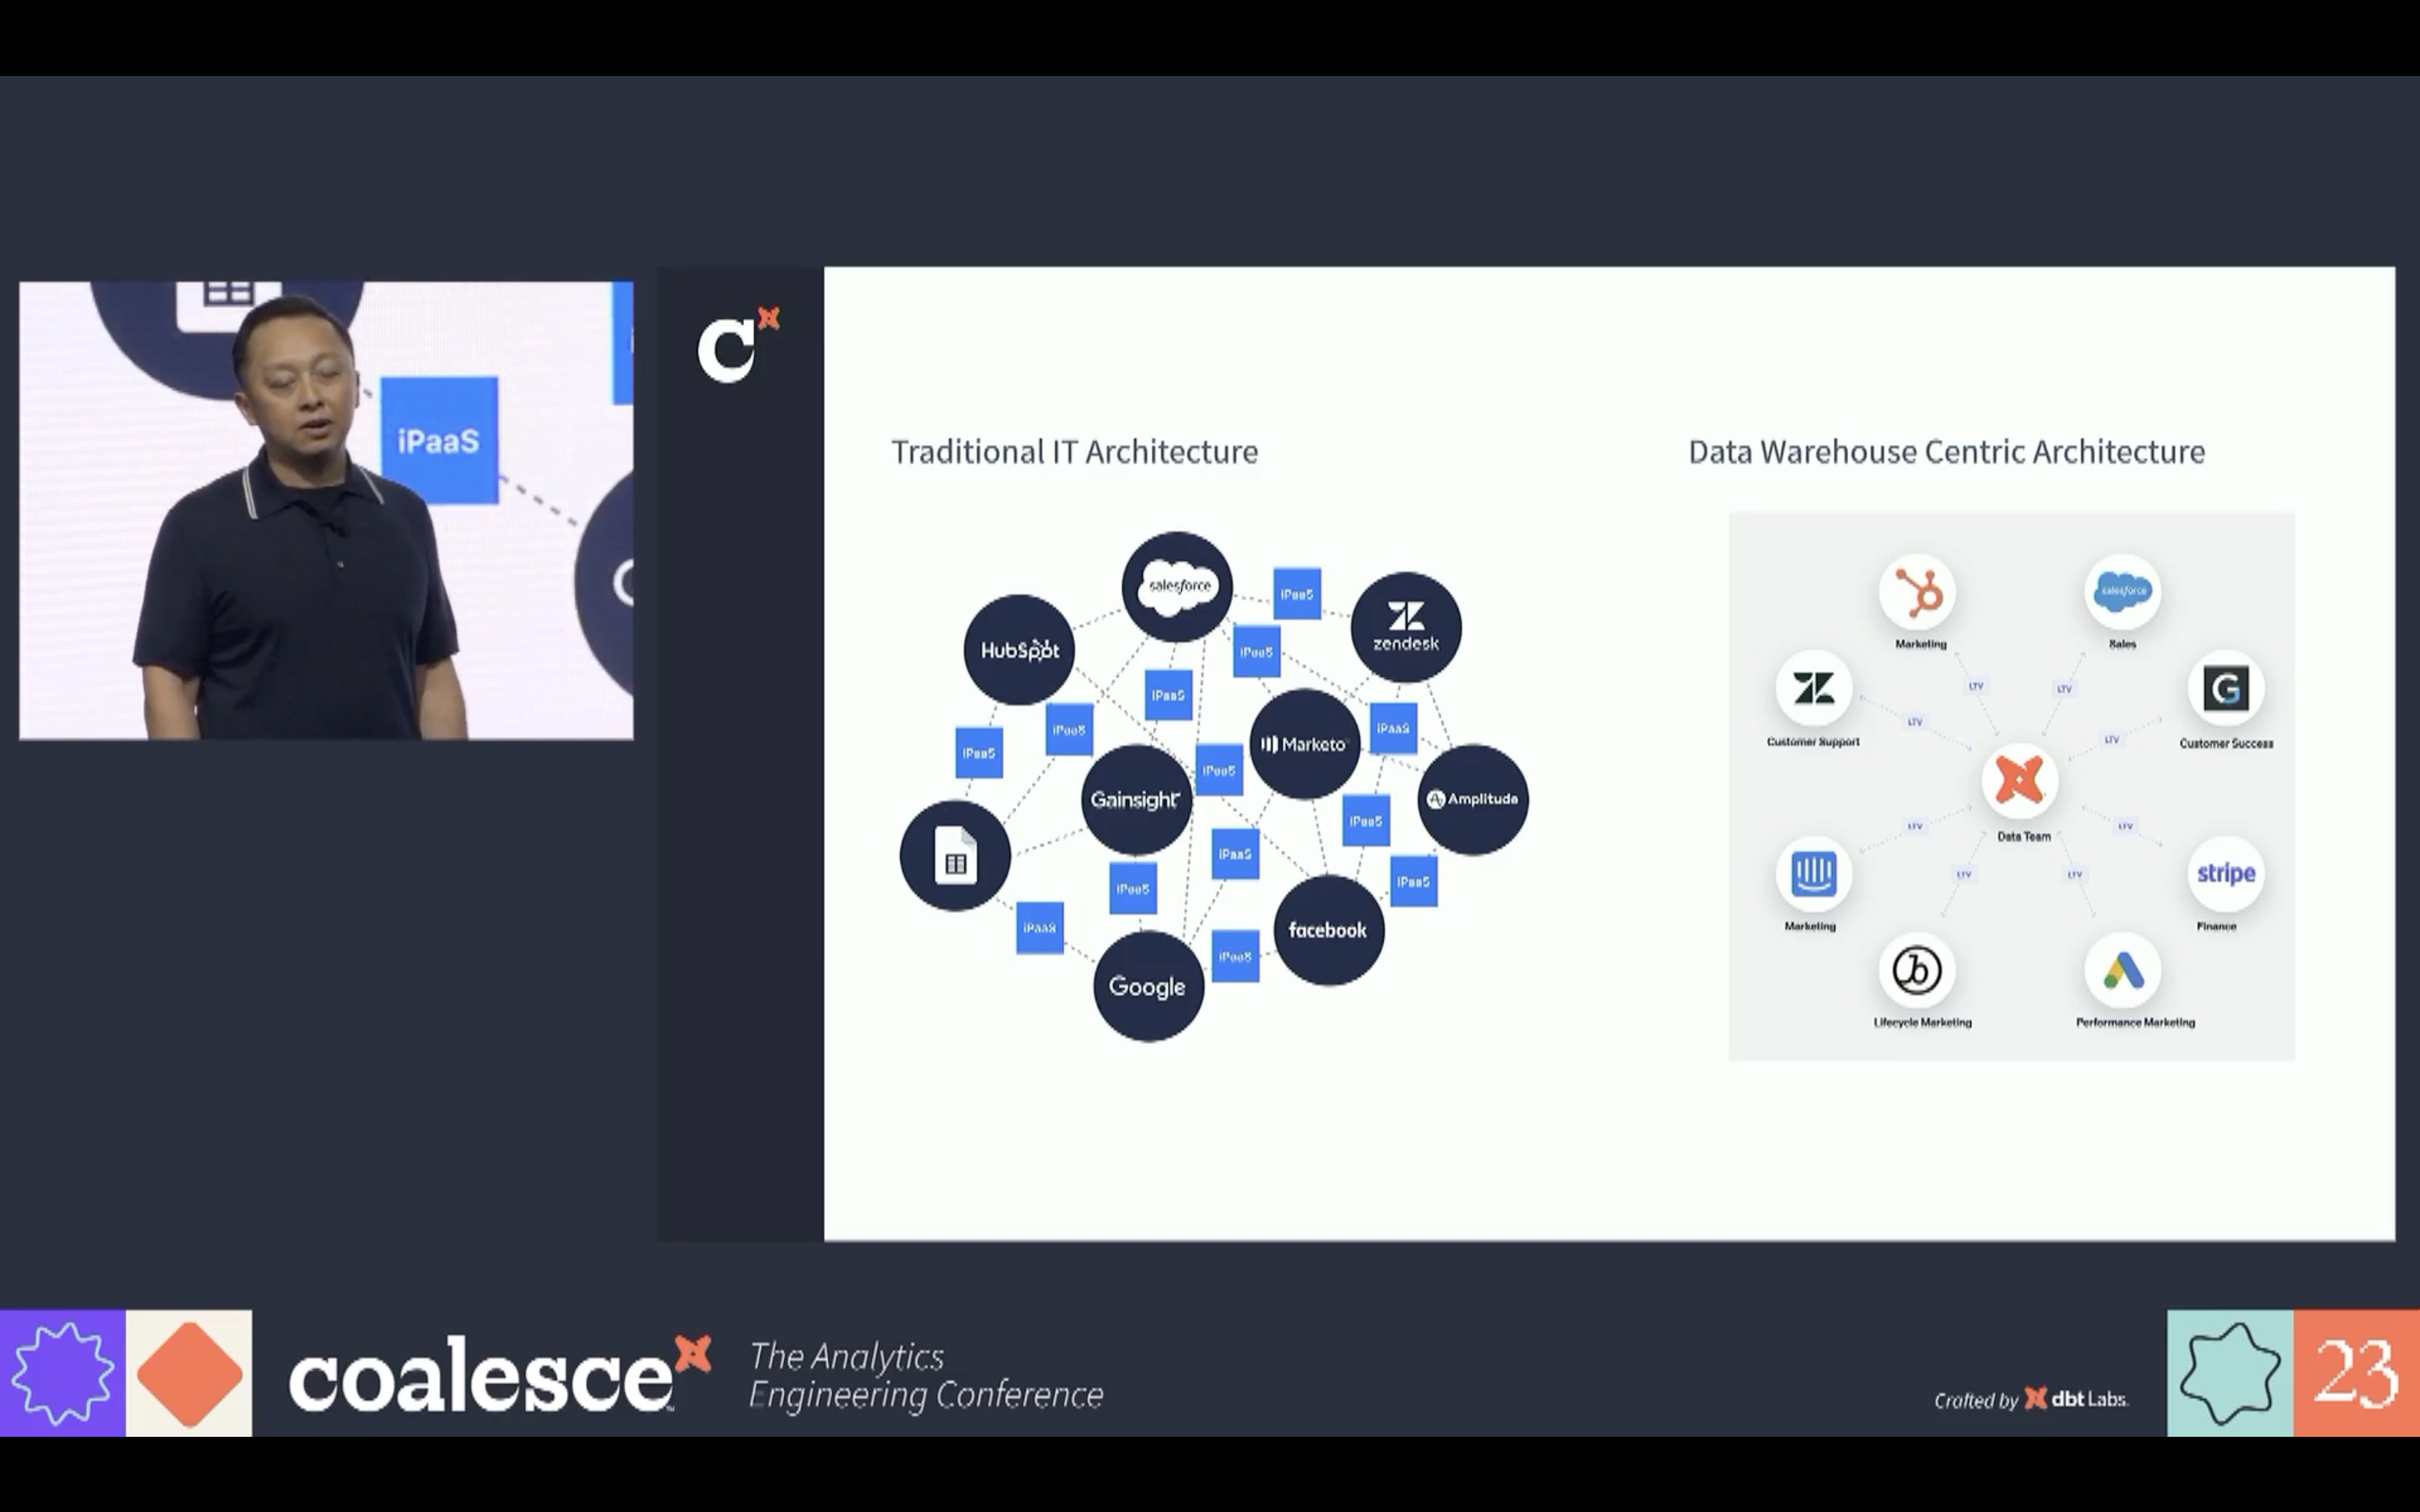 iPaaS
C
Traditional IT Architecture
Data Warehouse Centric Architecture
salesforce
iPaaS
zendesk
HubSpot
iPaaS
iPaaS
iPaaS
iPaaS
Marketo
iPaaS
iPaaS
iPaaS
Gainsight
Amplitude
iPaaS
iPaaS
iPaaS
iPaaS
iPaaS
facebook
iPaaS
Google
Marketing
salesforce
Sales
LTV
LTV
G
Customer Support
LTV
LTV
Customer Success
Data Team
LTV
LTV
LTV
LTV
Marketing
stripe
Finance
b
Lifecycle Marketing
Performance Marketing
coalesce
The Analytics
Engineering Conference
Crafted by dbt Labs.
23